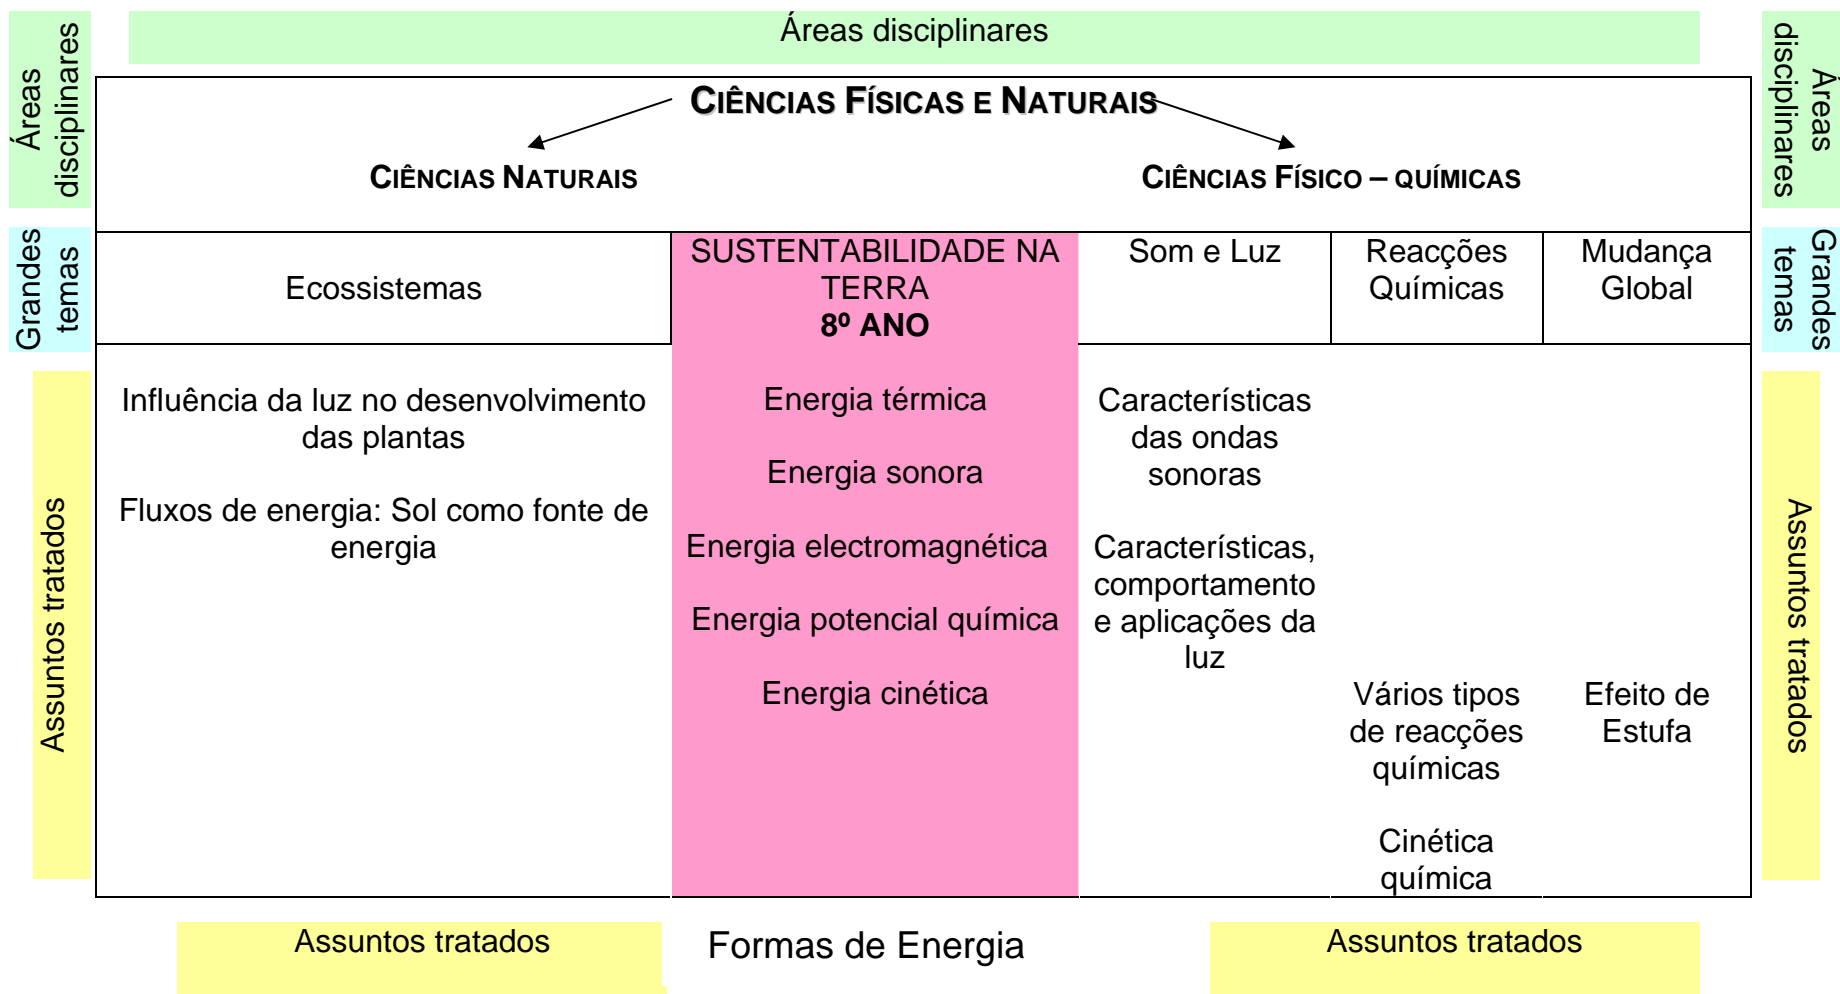 Áreas disciplinares
Áreas
disciplinares
Áreas
disciplinares
CIÊNCIAS FÍSICAS E NATURAIS
CIÊNCIAS NATURAIS
CIÊNCIAS FÍSICO – QUÍMICAS
Grandes
temas
Ecossistemas
SUSTENTABILIDADE NA
TERRA
8º ANO
Som e Luz
Reacções
Químicas
Mudança
Global
Grandes
temas
Assuntos tratados
Influência da luz no desenvolvimento
das plantas
Fluxos de energia: Sol como fonte de
energia
Energia térmica
Energia sonora
Energia electromagnética
Energia potencial química
Energia cinética
Características
das ondas
sonoras
Características,
comportamento
e aplicações da
luz
Vários tipos
de reacções
químicas
Cinética
química
Efeito de
Estufa
Assuntos tratados
Assuntos tratados
Formas de Energia
Assuntos tratados